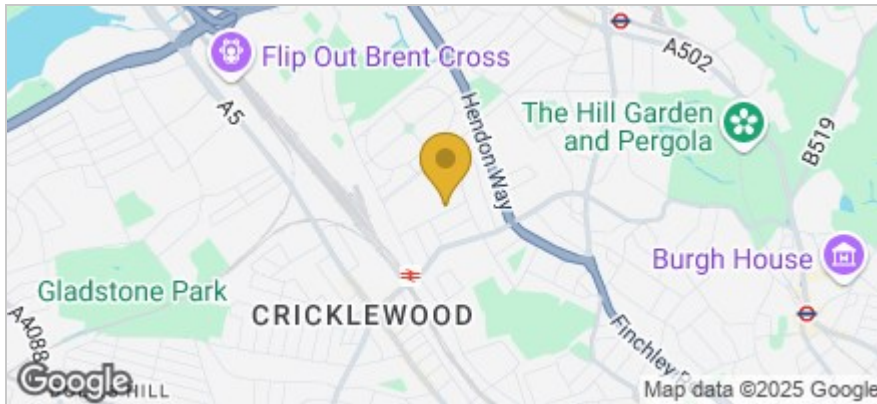 Flip Out Brent Cross
A502
A5
Hendon Way
The Hill Garden
and Pergola
B519
Burgh House
Gladstone Park
CRICKLEWOOD
A4088
Finchley
HILL
Google
Map data ©2025 Google